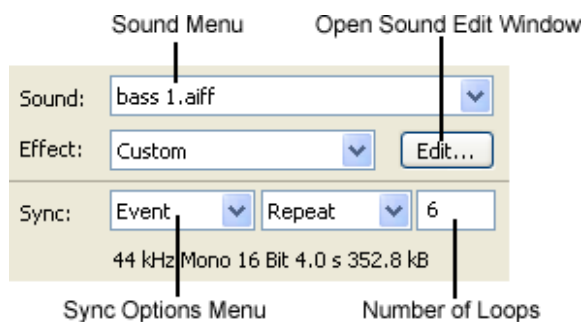 Sound Menu Open Sound Edit Window
Sound: bass 1.aiff
Effect: Custom Edit...
Sync: Event Repeat 6
44 kHz Mono 16 Bit 4.0 s 352.8 kB
Sync Options Menu Number of Loops